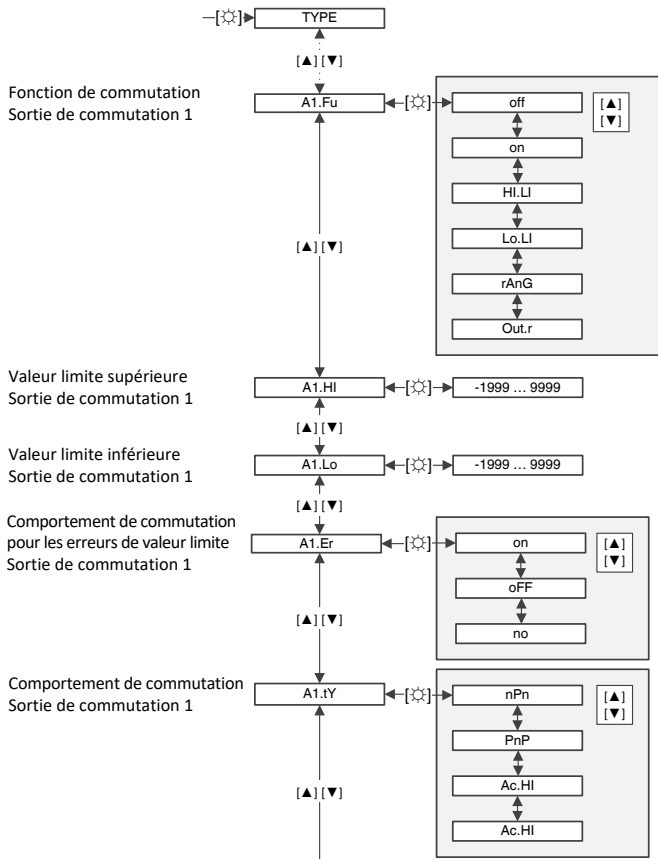 [☼] TYPE
[▲] [▼]
Fonction de commutation
Sortie de commutation 1
A1.Fu [☼] off [▲]
[▼]
on
HI.LI
Lo.LI
rAnG
Out.r
[▲] [▼]
Valeur limite supérieure
Sortie de commutation 1
A1.HI [☼] -1999 ... 9999
[▲] [▼]
Valeur limite inférieure
Sortie de commutation 1
A1.Lo [☼] -1999 ... 9999
[▲] [▼]
Comportement de commutation
pour les erreurs de valeur limite
Sortie de commutation 1
A1.Er [☼] on [▲]
[▼]
oFF
no
[▲] [▼]
Comportement de commutation
Sortie de commutation 1
A1.tY [☼] nPn [▲]
[▼]
PnP
Ac.HI
Ac.HI
[▲] [▼]